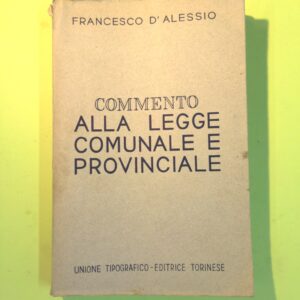 FRANCESCO D'ALESSIO
COMMENTO
ALLA LEGGE
COMUNALE E
PROVINCIALE
UNIONE TIPOGRAFICO-EDITRICE TORINESE